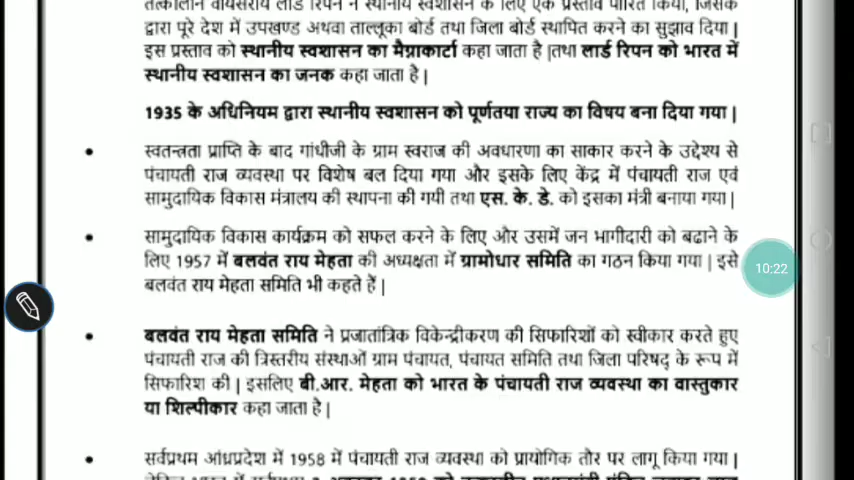 तत्कालीन वायसराय लार्ड रिपन ने स्थानीय स्वशासन के लिए एक प्रस्ताव पारित किया, जिसके
द्वारा पूरे देश में उपखण्ड अथवा ताल्लूका बोर्ड तथा जिला बोर्ड स्थापित करने का सुझाव दिया |
इस प्रस्ताव को स्थानीय स्वशासन का मैग्नाकार्टा कहा जाता है |तथा लार्ड रिपन को भारत में
स्थानीय स्वशासन का जनक कहा जाता है |
1935 के अधिनियम द्वारा स्थानीय स्वशासन को पूर्णतया राज्य का विषय बना दिया गया |
• स्वतन्त्रता प्राप्ति के बाद गांधीजी के ग्राम स्वराज की अवधारणा का साकार करने के उद्देश्य से
पंचायती राज व्यवस्था पर विशेष बल दिया गया और इसके लिए केंद्र में पंचायती राज एवं
सामुदायिक विकास मंत्रालय की स्थापना की गयी तथा एस. के. डे. को इसका मंत्री बनाया गया |
• सामुदायिक विकास कार्यक्रम को सफल करने के लिए और उसमें जन भागीदारी को बढाने के
लिए 1957 में बलवंत राय मेहता की अध्यक्षता में ग्रामोधार समिति का गठन किया गया | इसे
बलवंत राय मेहता समिति भी कहते हैं |
10:22
• बलवंत राय मेहता समिति ने प्रजातांत्रिक विकेन्द्रीकरण की सिफारिशों को स्वीकार करते हुए
पंचायती राज की त्रिस्तरीय संस्थाओं ग्राम पंचायत, पंचायत समिति तथा जिला परिषद् के रूप में
सिफारिश की | इसलिए बी.आर. मेहता को भारत के पंचायती राज व्यवस्था का वास्तुकार
या शिल्पीकार कहा जाता है |
• सर्वप्रथम आंध्रप्रदेश में 1958 में पंचायती राज व्यवस्था को प्रायोगिक तौर पर लागू किया गया |